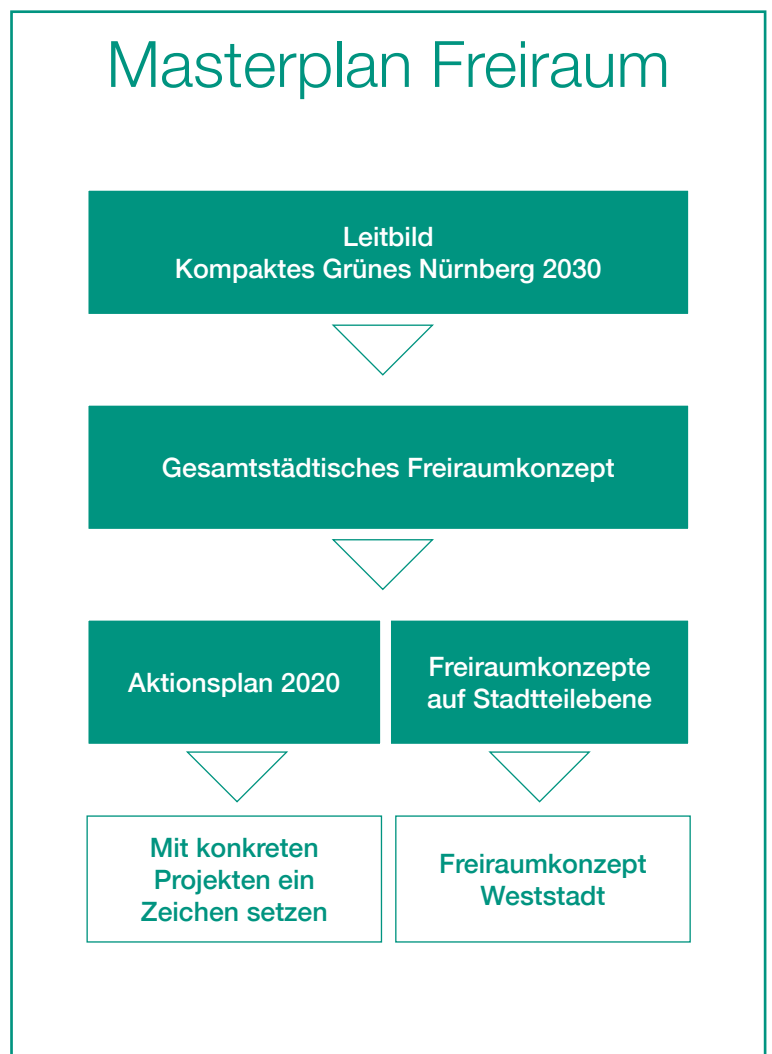 Masterplan Freiraum
Leitbild
Kompaktes Grünes Nürnberg 2030
Gesamtstädtisches Freiraumkonzept
Aktionsplan 2020
Freiraumkonzepte
auf Stadtteilebene
Mit konkreten
Projekten ein
Zeichen setzen
Freiraumkonzept
Weststadt